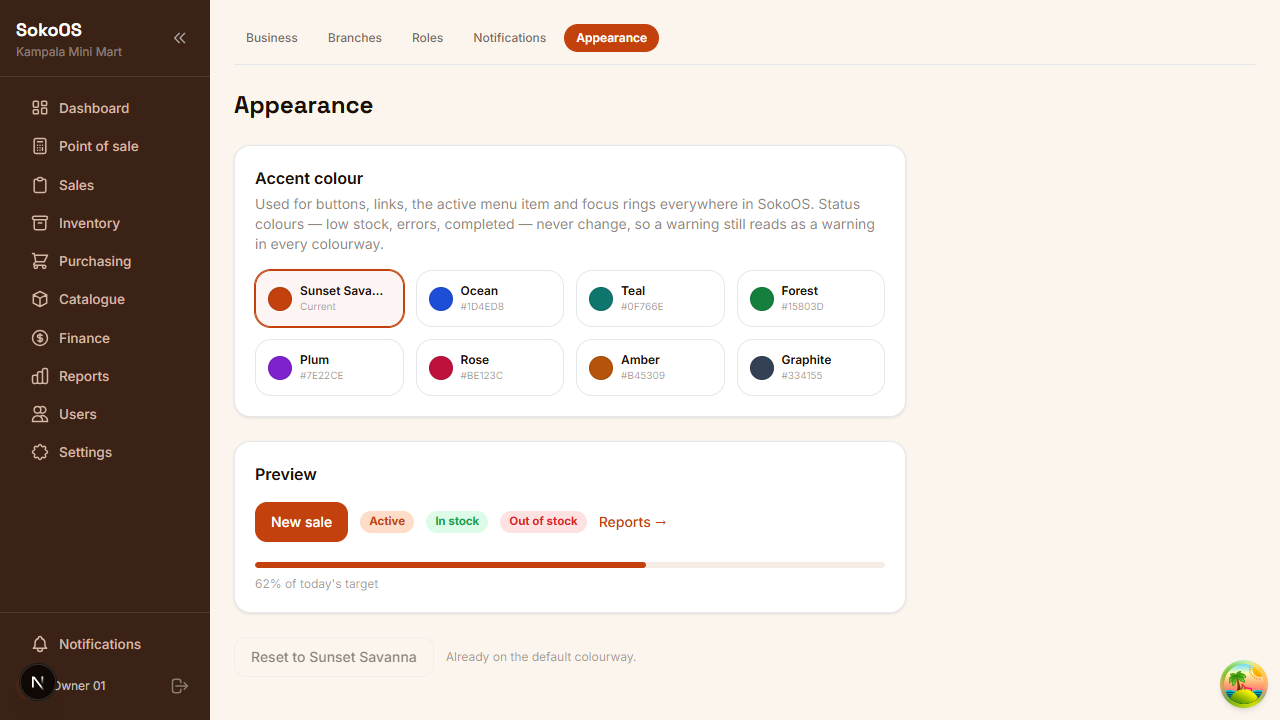 SokoOS
Kampala Mini Mart
Dashboard
Point of sale
Sales
Inventory
Purchasing
Catalogue
Finance
Reports
Users
Settings
Notifications
N
Owner 01
Business
Branches
Roles
Notifications
Appearance
Appearance
Accent colour
Used for buttons, links, the active menu item and focus rings everywhere in SokoOS. Status
colours — low stock, errors, completed — never change, so a warning still reads as a warning
in every colourway.
Sunset Sava...
Current
Ocean
#1D4ED8
Teal
#0F766E
Forest
#15803D
Plum
#7E22CE
Rose
#BE123C
Amber
#B45309
Graphite
#334155
Preview
New sale
Active
In stock
Out of stock
Reports →
62% of today's target
Reset to Sunset Savanna
Already on the default colourway.